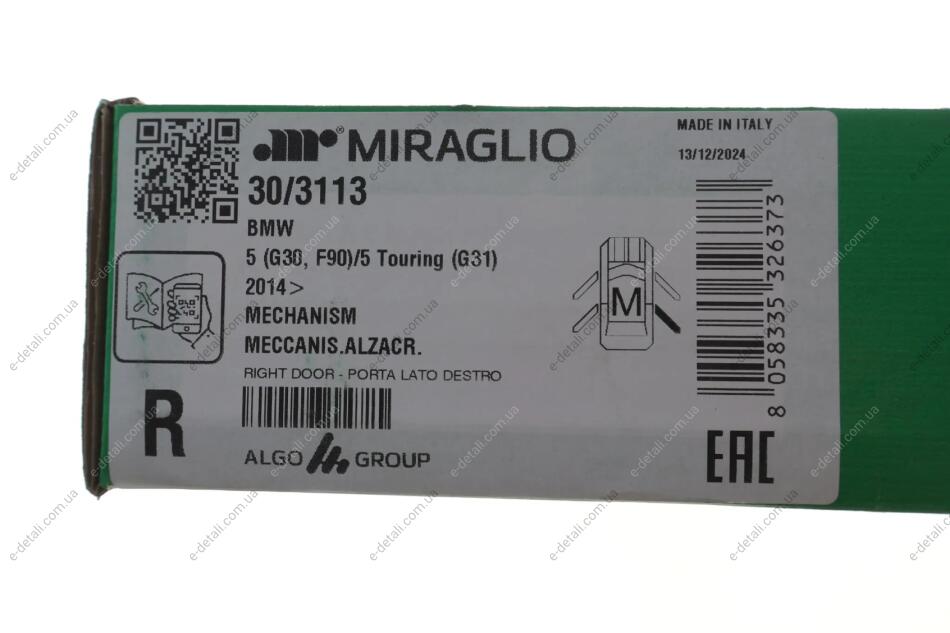 MIRAGLIO
MADE IN ITALY
13/12/2024
30/3113
BMW
5 (G30, F90)/5 Touring (G31)
2014>
MECHANISM
MECCANIS.ALZACR.
RIGHT DOOR - PORTA LATO DESTRO
M
R
ALGO GROUP
8 058335 326373
EAC
e-detali.com.ua